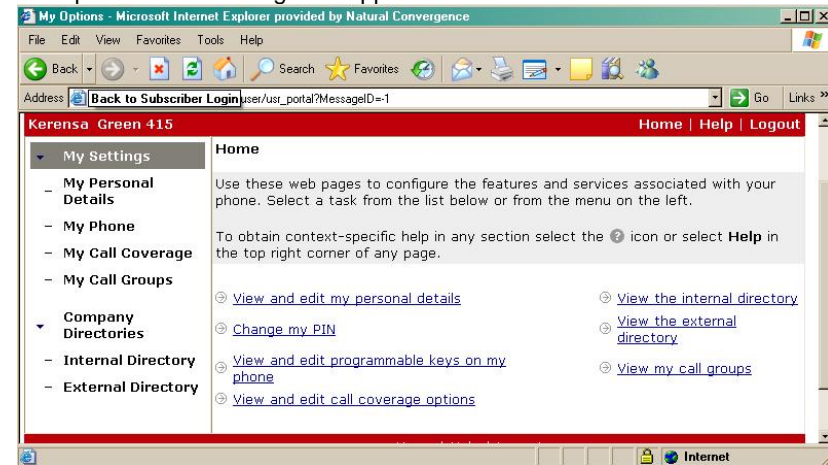 My Options - Microsoft Internet Explorer provided by Natural Convergence
File Edit View Favorites Tools Help
Back Search Favorites
Address Back to Subscriber Login user/usr_portal?MessageID=-1 Go Links »
Kerensa Green 415 Home | Help | Logout
My Settings
– My Personal
Details
– My Phone
– My Call Coverage
– My Call Groups
Company
Directories
– Internal Directory
– External Directory
Home
Use these web pages to configure the features and services associated with your
phone. Select a task from the list below or from the menu on the left.
To obtain context-specific help in any section select the ? icon or select Help in
the top right corner of any page.
View and edit my personal details
Change my PIN
View and edit programmable keys on my
phone
View and edit call coverage options
View the internal directory
View the external
directory
View my call groups
Internet